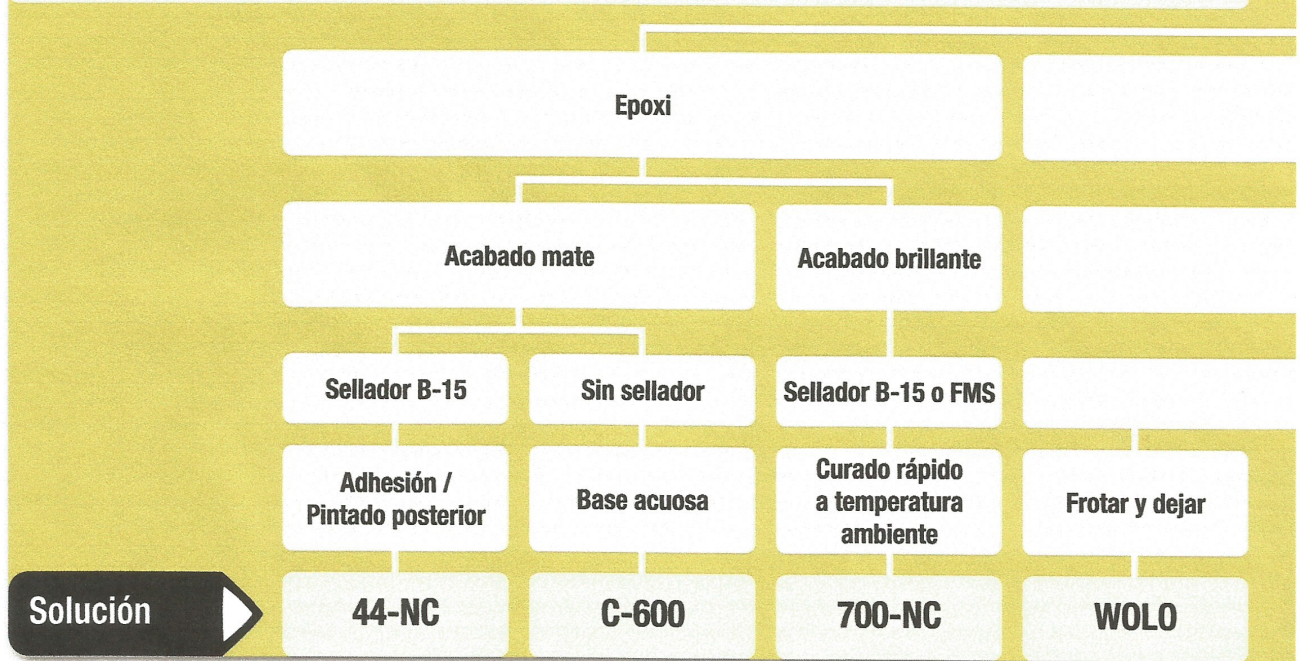 Epoxi
Acabado mate
Acabado brillante
Sellador B-15
Sin sellador
Sellador B-15 o FMS
Adhesión /
Pintado posterior
Base acuosa
Curado rápido
a temperatura
ambiente
Frotar y dejar
Solución
44-NC
C-600
700-NC
WOLO